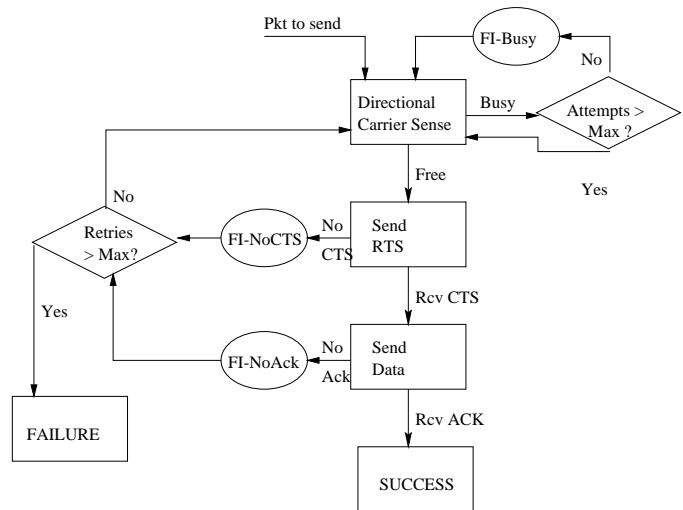 Pkt to send
FI-Busy
No
Directional
Carrier Sense
Busy
Attempts >
Max ?
Yes
Free
No
Retries
> Max?
FI-NoCTS
No
CTS
Send
RTS
Yes
Rcv CTS
FI-NoAck
No
Ack
Send
Data
FAILURE
Rcv ACK
SUCCESS